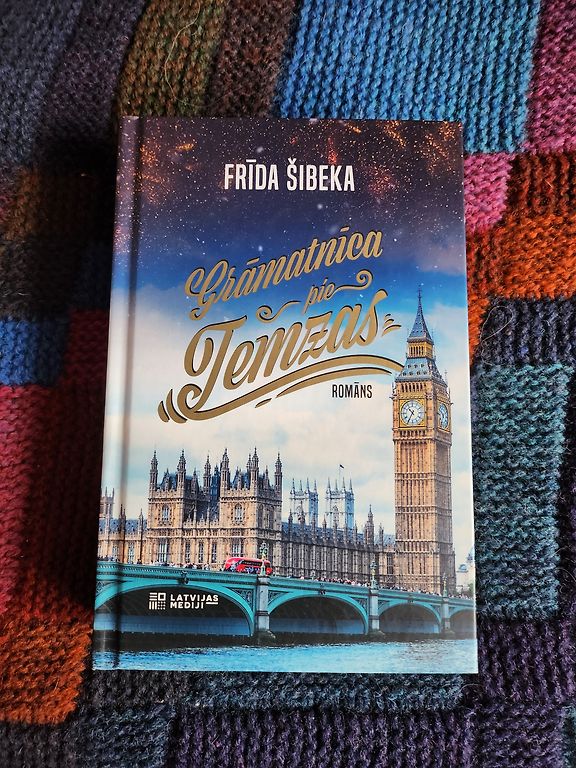 FRĪDA ŠIBEKA
Grāmatnīca
pie
Temzas
ROMĀNS
LATVIJAS
MEDIJI